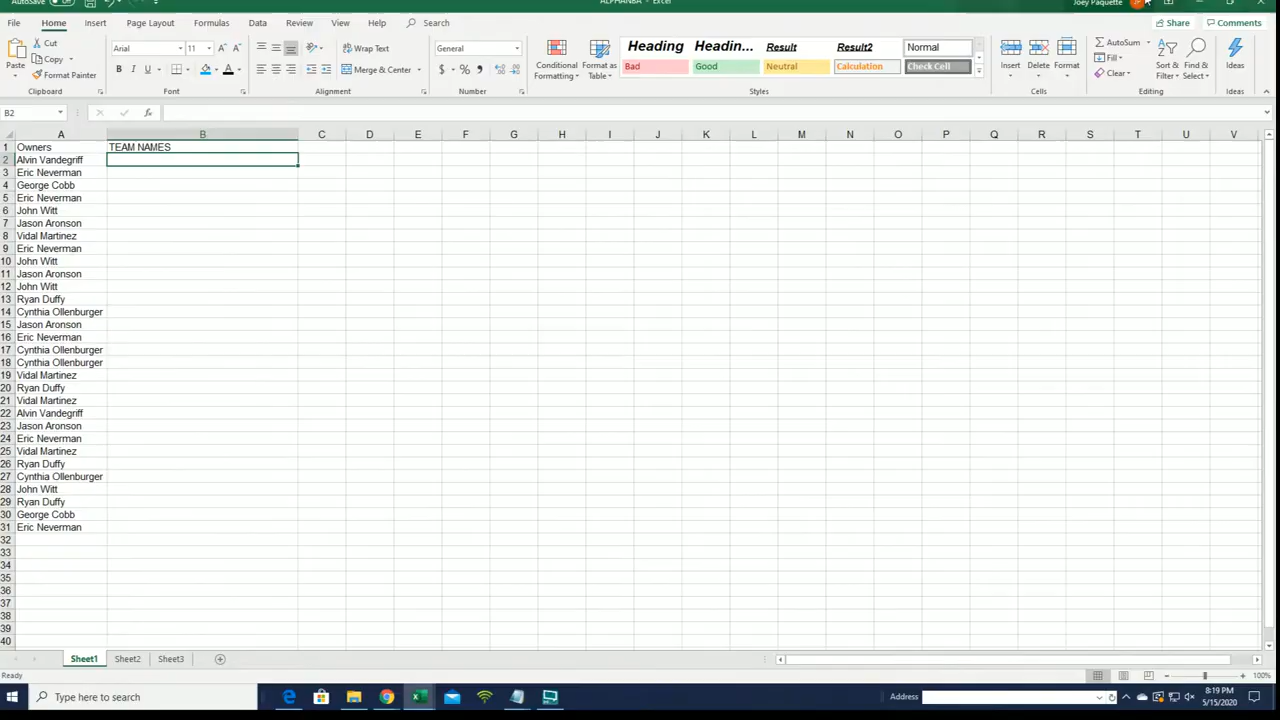 AutoSave ALPHANBA - Excel Joey Paquette
File Home Insert Page Layout Formulas Data Review View Help Search Share Comments
Cut
Copy
Format Painter
Paste
Clipboard
Arial 11
B I U
Font
Wrap Text
Merge & Center
Alignment
General
$ % ,
Number
Conditional Formatting
Format as Table
Heading Headin... Result Result2 Normal
Bad Good Neutral Calculation Check Cell
Styles
Insert Delete Format
Cells
AutoSum
Fill
Clear
Sort & Filter
Find & Select
Editing
Ideas
Ideas
B2
A B C D E F G H I J K L M N O P Q R S T U V
1 Owners TEAM NAMES
2 Alvin Vandegriff
3 Eric Neverman
4 George Cobb
5 Eric Neverman
6 John Witt
7 Jason Aronson
8 Vidal Martinez
9 Eric Neverman
10 John Witt
11 Jason Aronson
12 John Witt
13 Ryan Duffy
14 Cynthia Ollenburger
15 Jason Aronson
16 Eric Neverman
17 Cynthia Ollenburger
18 Cynthia Ollenburger
19 Vidal Martinez
20 Ryan Duffy
21 Vidal Martinez
22 Alvin Vandegriff
23 Jason Aronson
24 Eric Neverman
25 Vidal Martinez
26 Ryan Duffy
27 Cynthia Ollenburger
28 John Witt
29 Ryan Duffy
30 George Cobb
31 Eric Neverman
32
33
34
35
36
37
38
39
40
Sheet1 Sheet2 Sheet3
Ready 100%
Type here to search
Address
8:19 PM
5/15/2020